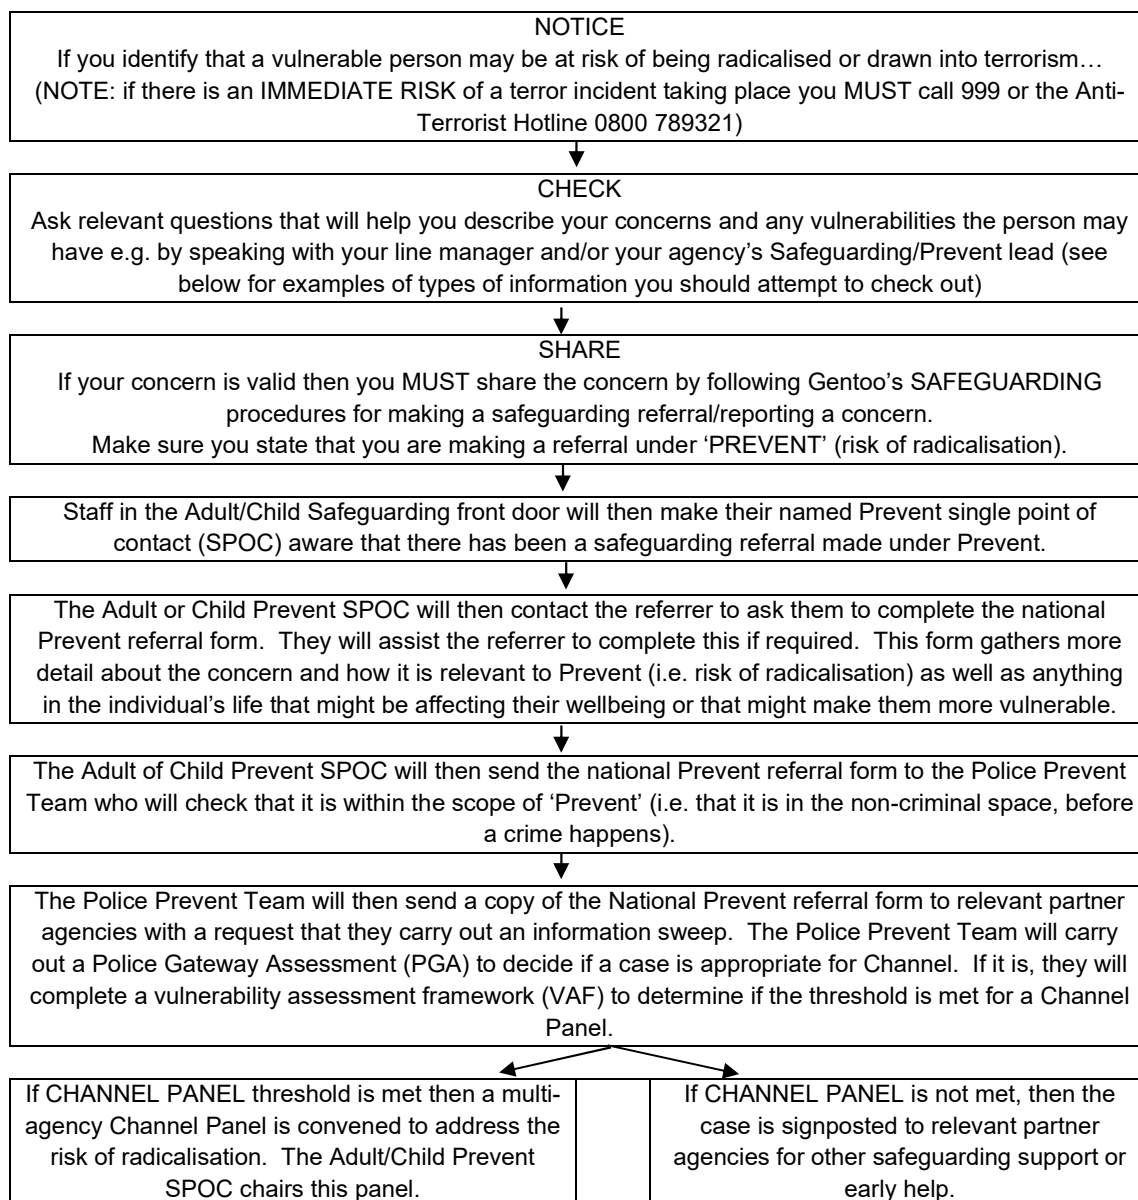 NOTICE
If you identify that a vulnerable person may be at risk of being radicalised or drawn into terrorism…
(NOTE: if there is an IMMEDIATE RISK of a terror incident taking place you MUST call 999 or the Anti-
Terrorist Hotline 0800 789321)
CHECK
Ask relevant questions that will help you describe your concerns and any vulnerabilities the person may
have e.g. by speaking with your line manager and/or your agency’s Safeguarding/Prevent lead (see
below for examples of types of information you should attempt to check out)
SHARE
If your concern is valid then you MUST share the concern by following Gentoo’s SAFEGUARDING
procedures for making a safeguarding referral/reporting a concern.
Make sure you state that you are making a referral under ‘PREVENT’ (risk of radicalisation).
Staff in the Adult/Child Safeguarding front door will then make their named Prevent single point of
contact (SPOC) aware that there has been a safeguarding referral made under Prevent.
The Adult or Child Prevent SPOC will then contact the referrer to ask them to complete the national
Prevent referral form. They will assist the referrer to complete this if required. This form gathers more
detail about the concern and how it is relevant to Prevent (i.e. risk of radicalisation) as well as anything
in the individual’s life that might be affecting their wellbeing or that might make them more vulnerable.
The Adult of Child Prevent SPOC will then send the national Prevent referral form to the Police Prevent
Team who will check that it is within the scope of ‘Prevent’ (i.e. that it is in the non-criminal space, before
a crime happens).
The Police Prevent Team will then send a copy of the National Prevent referral form to relevant partner
agencies with a request that they carry out an information sweep. The Police Prevent Team will carry
out a Police Gateway Assessment (PGA) to decide if a case is appropriate for Channel. If it is, they will
complete a vulnerability assessment framework (VAF) to determine if the threshold is met for a Channel
Panel.
If CHANNEL PANEL threshold is met then a multi-
agency Channel Panel is convened to address the
risk of radicalisation. The Adult/Child Prevent
SPOC chairs this panel.
If CHANNEL PANEL is not met, then the
case is signposted to relevant partner
agencies for other safeguarding support or
early help.